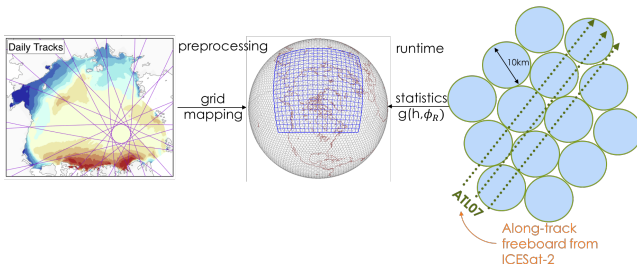 Daily Tracks
preprocessing
grid
mapping
runtime
statistics
g(h,ϕ_R)
10km
ATL07
Along-track
freeboard from
ICESat-2